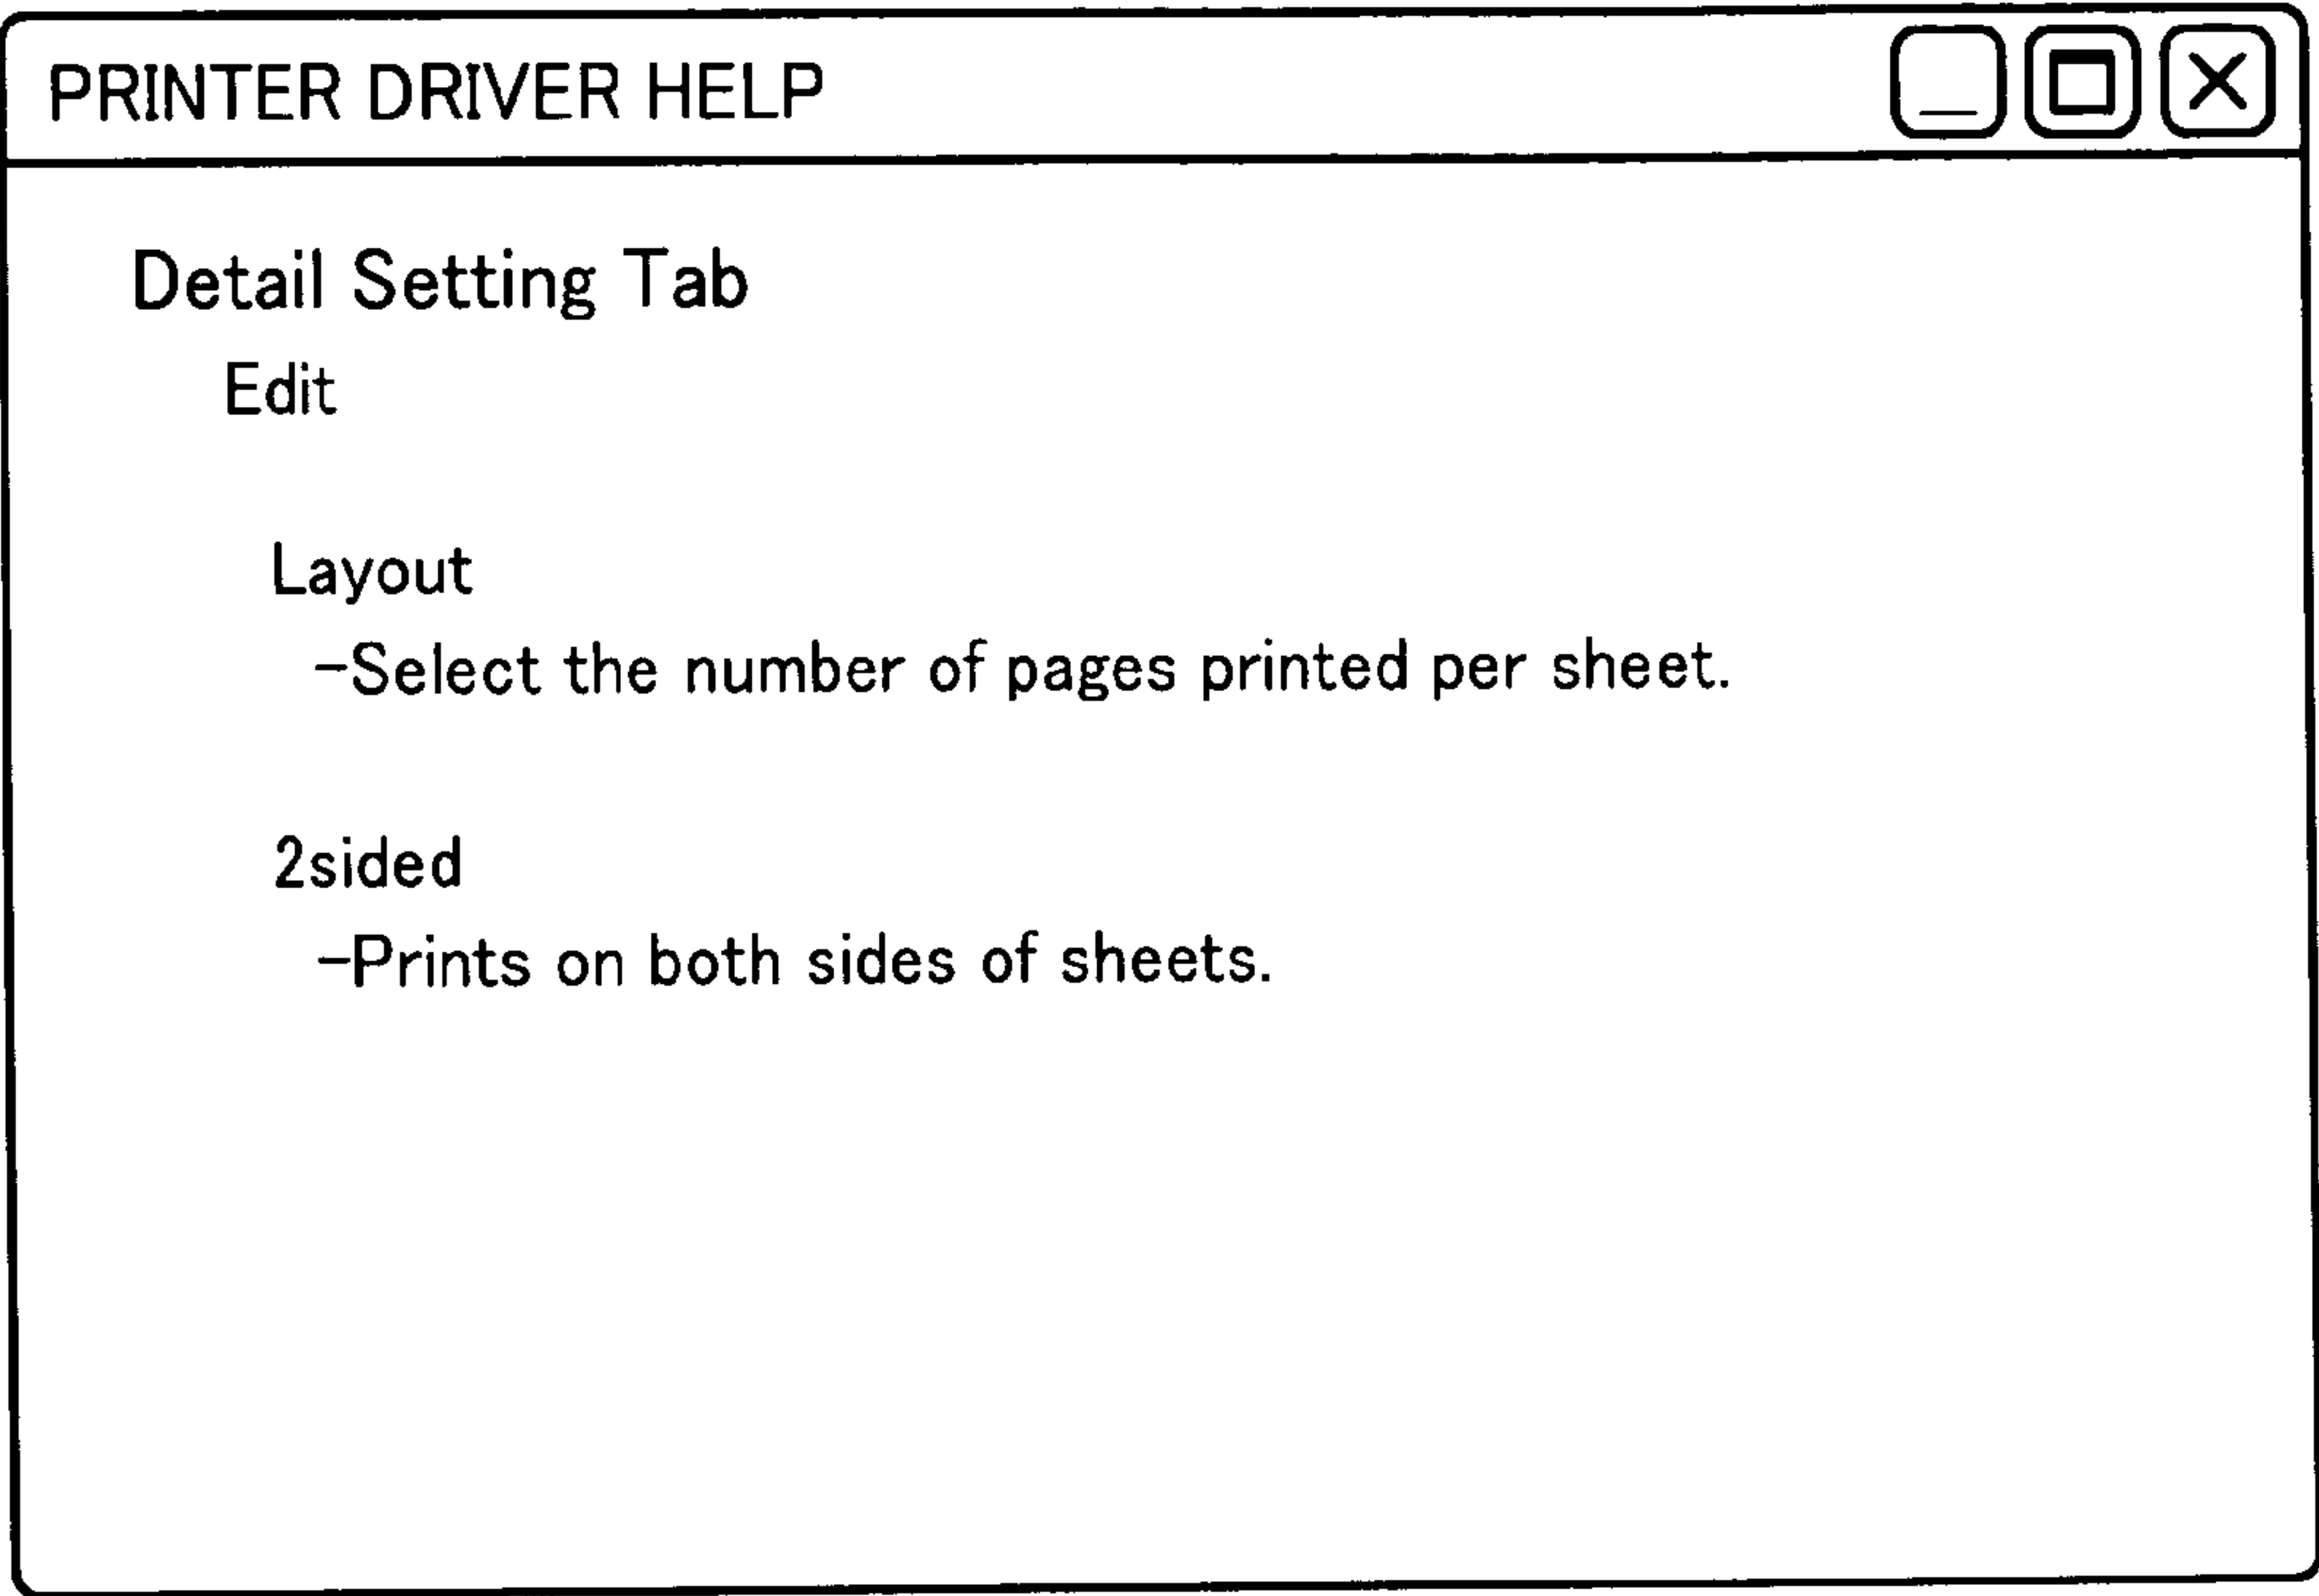 PRINTER DRIVER HELP
Detail Setting Tab
Edit
Layout
-Select the number of pages printed per sheet.
2sided
-Prints on both sides of sheets.